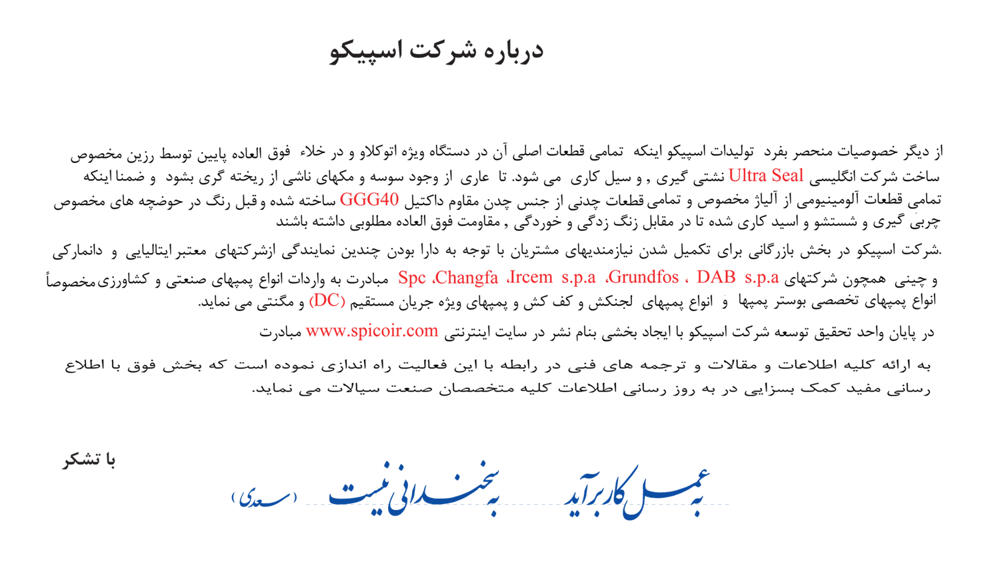 درباره شرکت اسپیکو
از دیگر خصوصیات منحصر بفرد تولیدات اسپیکو اینکه تمامی قطعات اصلی آن در دستگاه ویژه اتوکلاو و در خلاء فوق العاده پایین توسط رزین مخصوص
ساخت شرکت انگلیسی Ultra Seal نشتی گیری , و سیل کاری می شود. تا عاری از وجود سوسه و مکهای ناشی از ریخته گری بشود و ضمنا اینکه
تمامی قطعات آلومینیومی از آلیاژ مخصوص و تمامی قطعات چدنی از جنس چدن مقاوم داکتیل GGG40 ساخته شده و قبل رنگ در حوضچه های مخصوص
چربی گیری و شستشو و اسید کاری شده تا در مقابل زنگ زدگی و خوردگی , مقاومت فوق العاده مطلوبی داشته باشند
.شرکت اسپیکو در بخش بازرگانی برای تکمیل شدن نیازمندیهای مشتریان با توجه به دارا بودن چندین نمایندگی ازشرکتهای معتبر ایتالیایی و دانمارکی
و چینی همچون شرکتهای Spc ،Changfa ،Ircem s.p.a ،Grundfos ، DAB s.p.a مبادرت به واردات انواع پمپهای صنعتی و کشاورزی مخصوصاً
انواع پمپهای تخصصی بوستر پمپها و انواع پمپهای لجنکش و کف کش و پمپهای ویژه جریان مستقیم (DC) و مگنتی می نماید.
در پایان واحد تحقیق توسعه شرکت اسپیکو با ایجاد بخشی بنام نشر در سایت اینترنتی www.spicoir.com مبادرت
به ارائه کلیه اطلاعات و مقالات و ترجمه های فنی در رابطه با این فعالیت راه اندازی نموده است که بخش فوق با اطلاع
رسانی مفید کمک بسزایی در به روز رسانی اطلاعات کلیه متخصصان صنعت سیالات می نماید.
با تشکر
به عمل کار برآید به سخندانی نیست (سعدی)